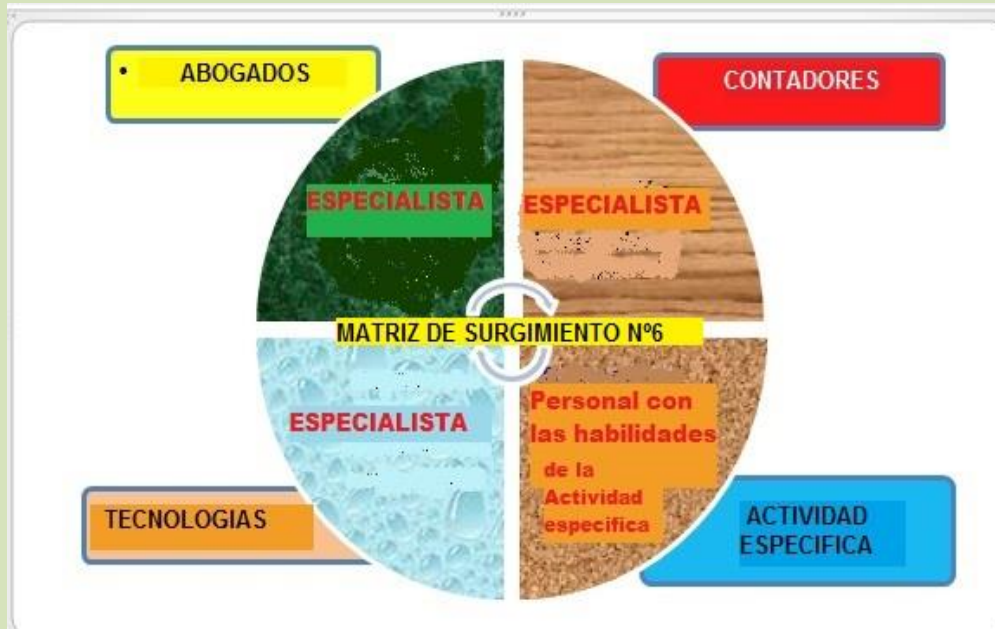 • ABOGADOS
CONTADORES
ESPECIALISTA
ESPECIALISTA
MATRIZ DE SURGIMIENTO Nº6
ESPECIALISTA
Personal con
las habilidades
de la
Actividad
especifica
TECNOLOGIAS
ACTIVIDAD
ESPECIFICA